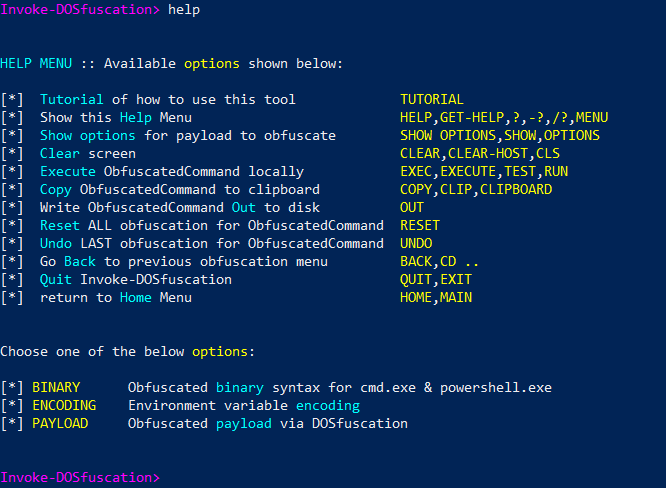 Invoke-DOSfuscation> help
HELP MENU :: Available options shown below:
[*] Tutorial of how to use this tool TUTORIAL
[*] Show this Help Menu HELP,GET-HELP,?,-?,/?,MENU
[*] Show options for payload to obfuscate SHOW OPTIONS,SHOW,OPTIONS
[*] Clear screen CLEAR,CLEAR-HOST,CLS
[*] Execute ObfuscatedCommand locally EXEC,EXECUTE,TEST,RUN
[*] Copy ObfuscatedCommand to clipboard COPY,CLIP,CLIPBOARD
[*] Write ObfuscatedCommand Out to disk OUT
[*] Reset ALL obfuscation for ObfuscatedCommand RESET
[*] Undo LAST obfuscation for ObfuscatedCommand UNDO
[*] Go Back to previous obfuscation menu BACK,CD ..
[*] Quit Invoke-DOSfuscation QUIT,EXIT
[*] return to Home Menu HOME,MAIN
Choose one of the below options:
[*] BINARY Obfuscated binary syntax for cmd.exe & powershell.exe
[*] ENCODING Environment variable encoding
[*] PAYLOAD Obfuscated payload via DOSfuscation
Invoke-DOSfuscation>